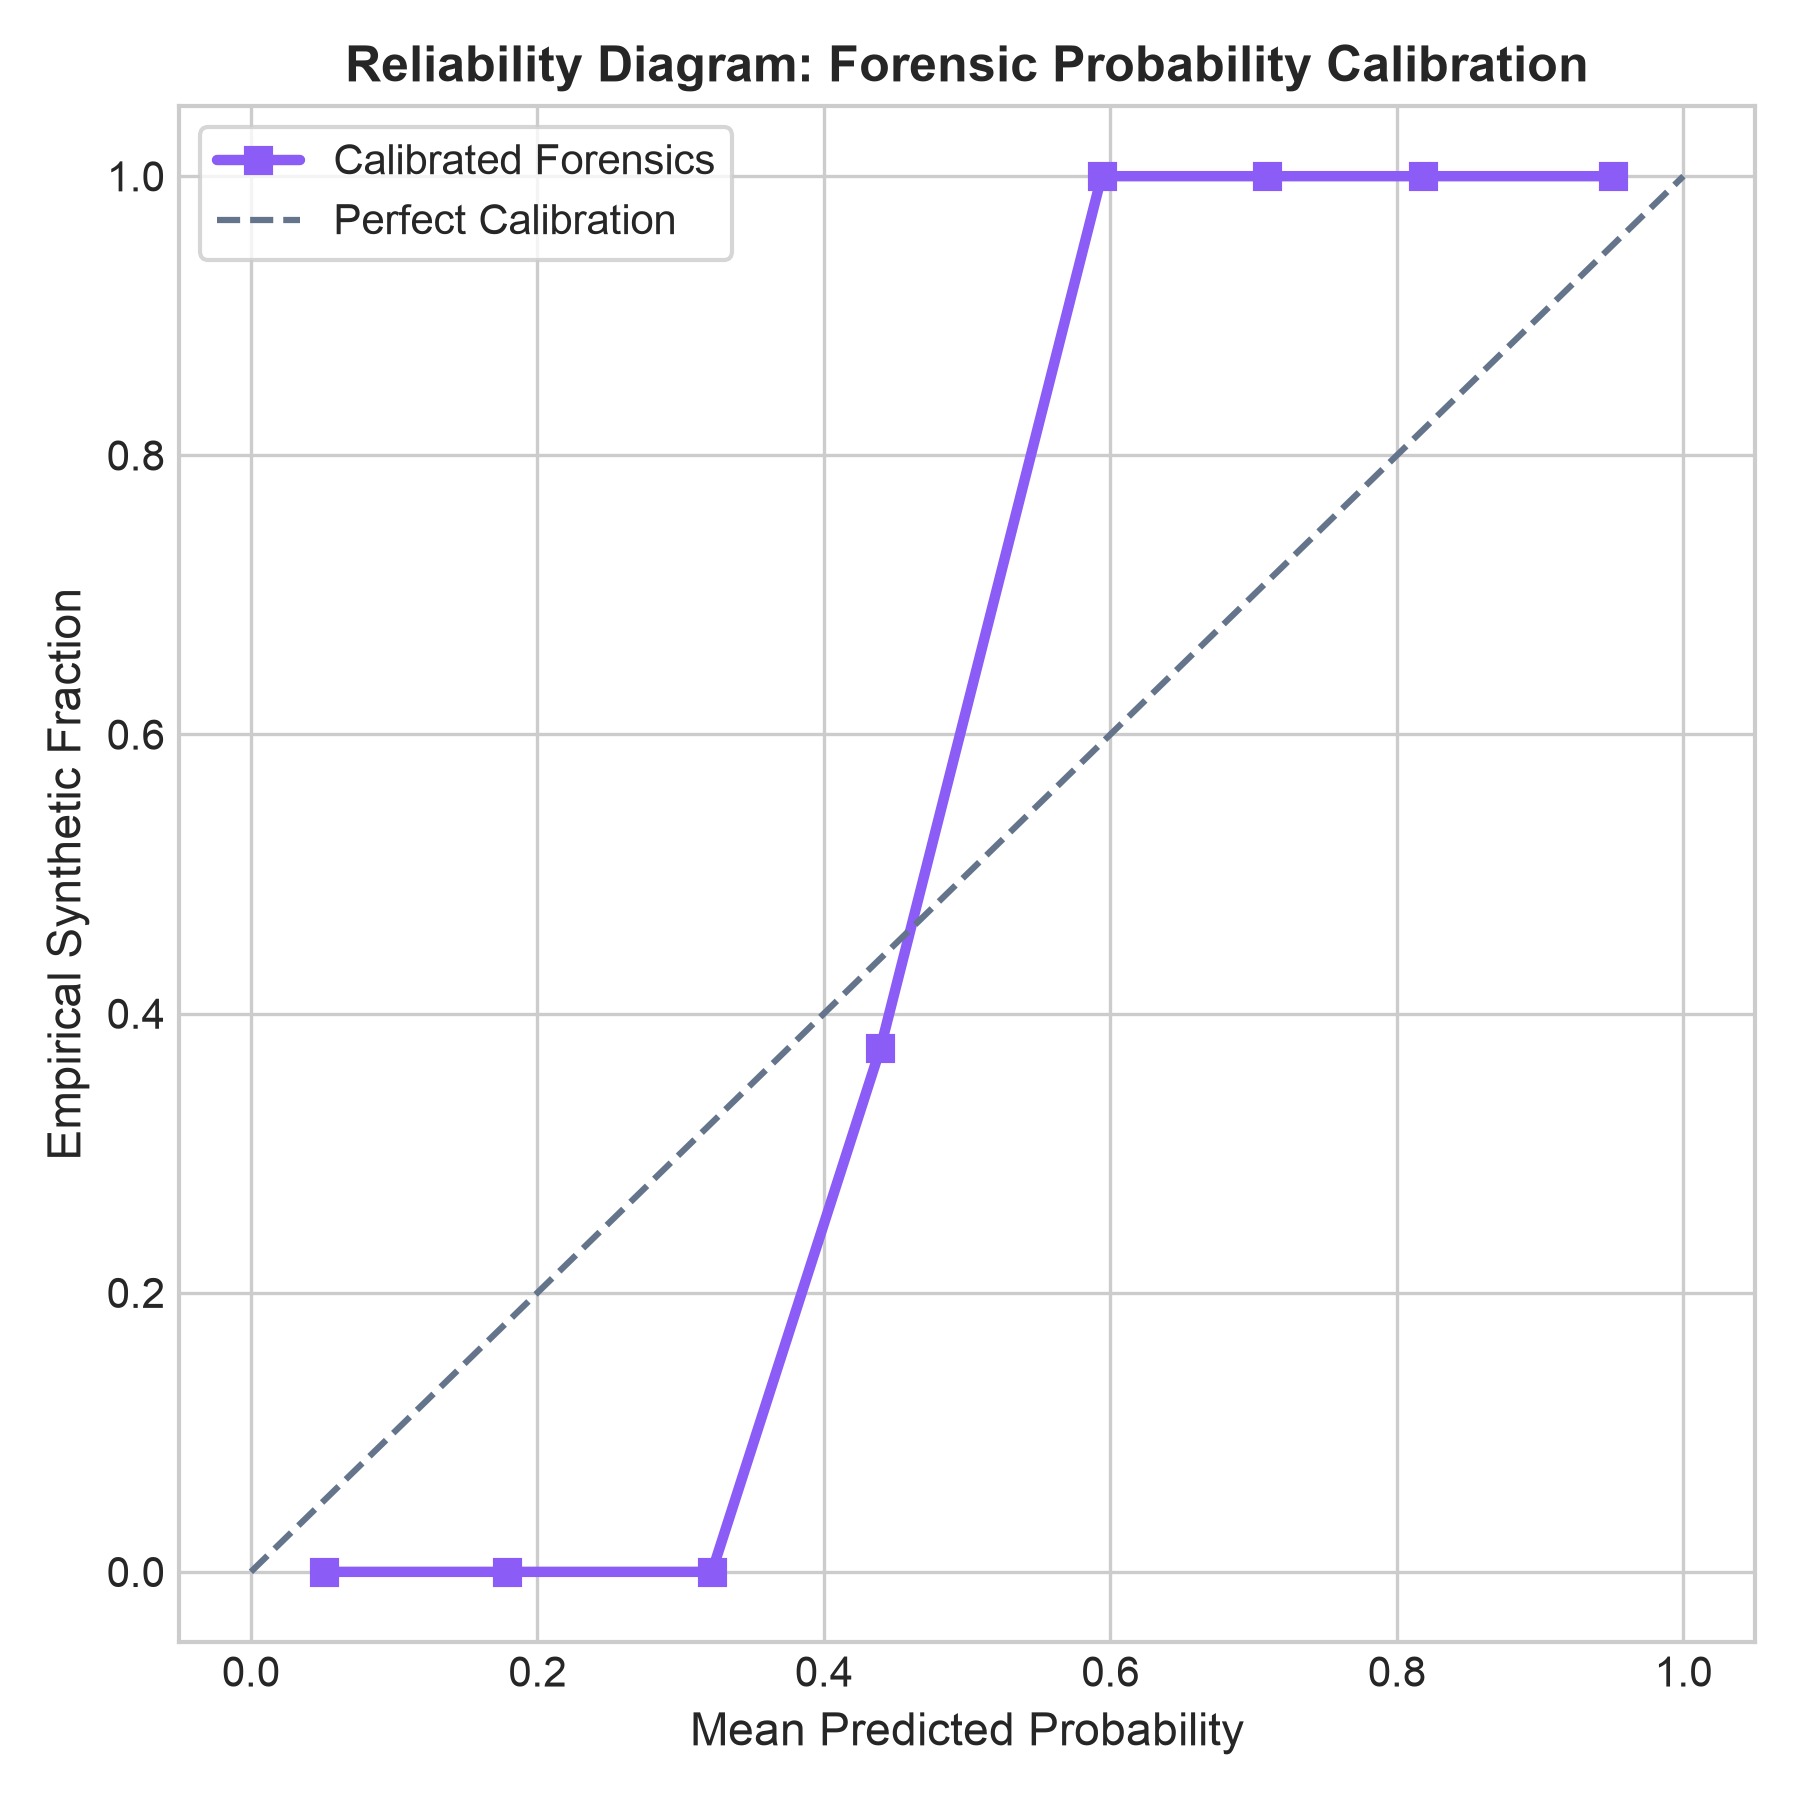 Reliability Diagram: Forensic Probability Calibration
Calibrated Forensics
Perfect Calibration
1.0
0.8
0.6
0.4
0.2
0.0
Empirical Synthetic Fraction
0.0 0.2 0.4 0.6 0.8 1.0
Mean Predicted Probability